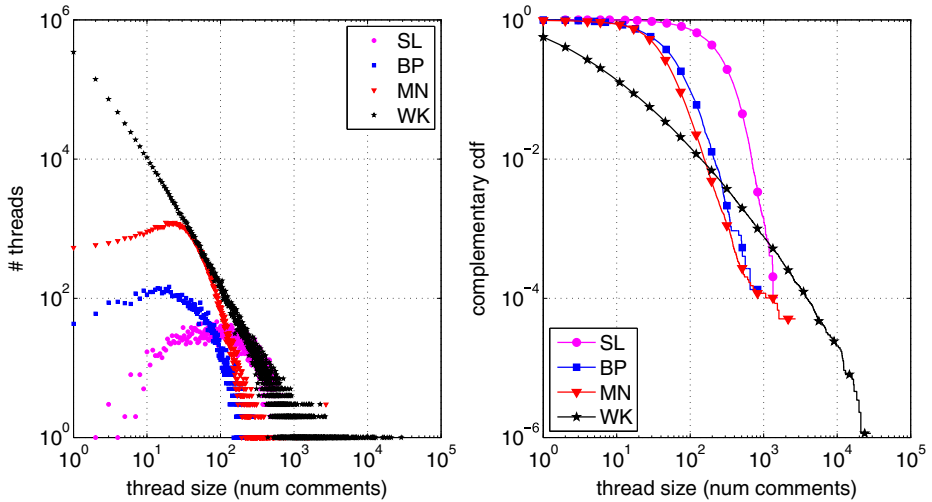 10^6
10^4
10^2
10^0
# threads
SL
BP
MN
WK
10^0
10^1
10^2
10^3
10^4
10^5
thread size (num comments)
10^0
10^-2
10^-4
10^-6
complementary cdf
SL
BP
MN
WK
10^0
10^1
10^2
10^3
10^4
10^5
thread size (num comments)